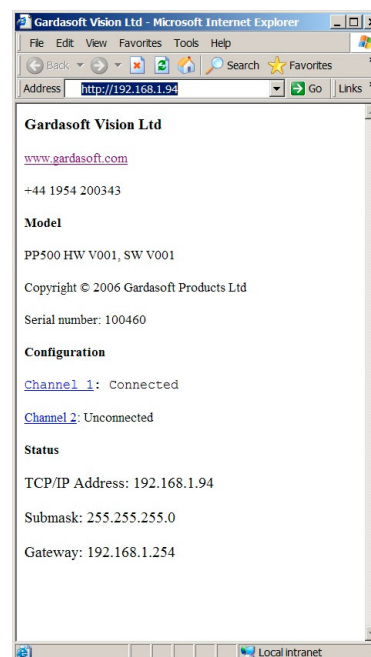 Gardasoft Vision Ltd - Microsoft Internet Explorer
File Edit View Favorites Tools Help
Back Search Favorites
Address http://192.168.1.94 Go Links
Gardasoft Vision Ltd
www.gardasoft.com
+44 1954 200343
Model
PP500 HW V001, SW V001
Copyright © 2006 Gardasoft Products Ltd
Serial number: 100460
Configuration
Channel 1: Connected
Channel 2: Unconnected
Status
TCP/IP Address: 192.168.1.94
Submask: 255.255.255.0
Gateway: 192.168.1.254
Local intranet